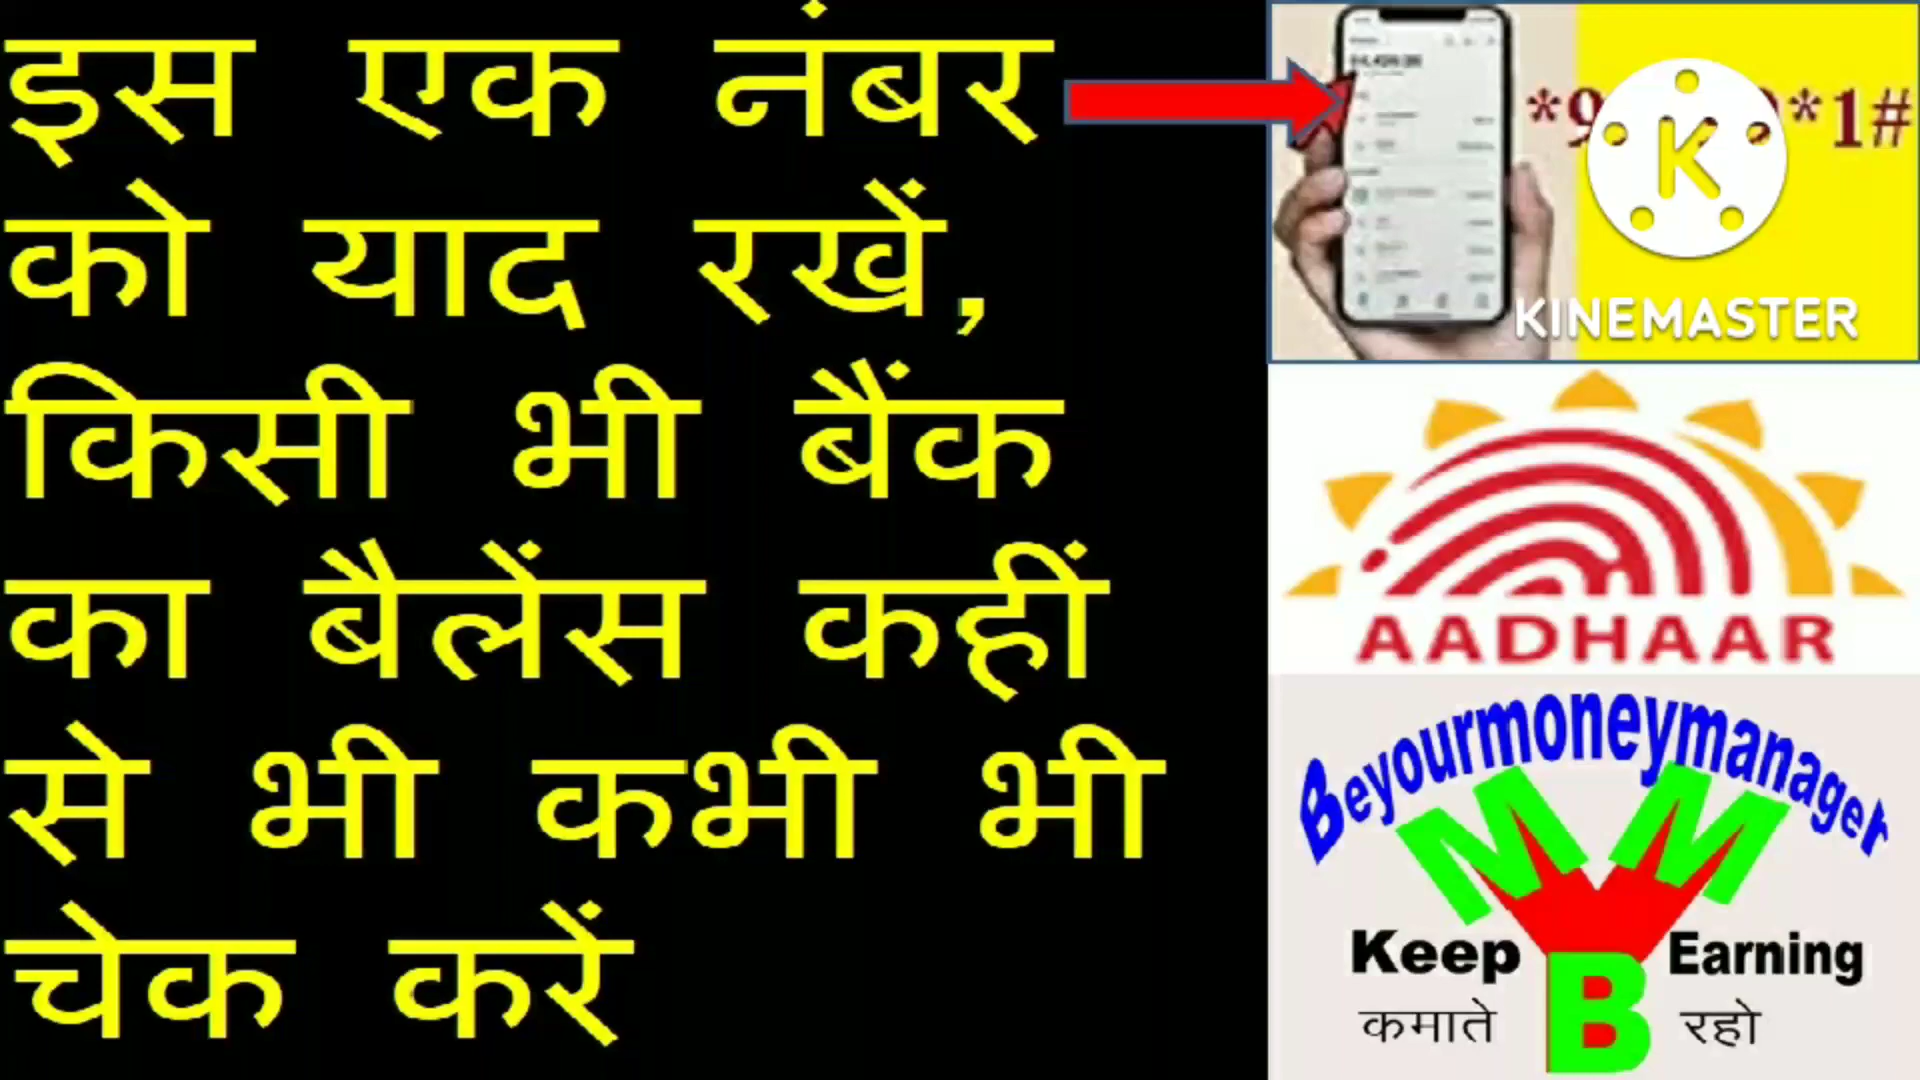 इस एक नंबर
को याद रखें,
किसी भी बैंक
का बैलेंस कहीं
से भी कभी भी
चेक करें
*1#
KINEMASTER
AADHAAR
Beyourmoneymanager
M M
Keep Earning
B
कमाते रहो